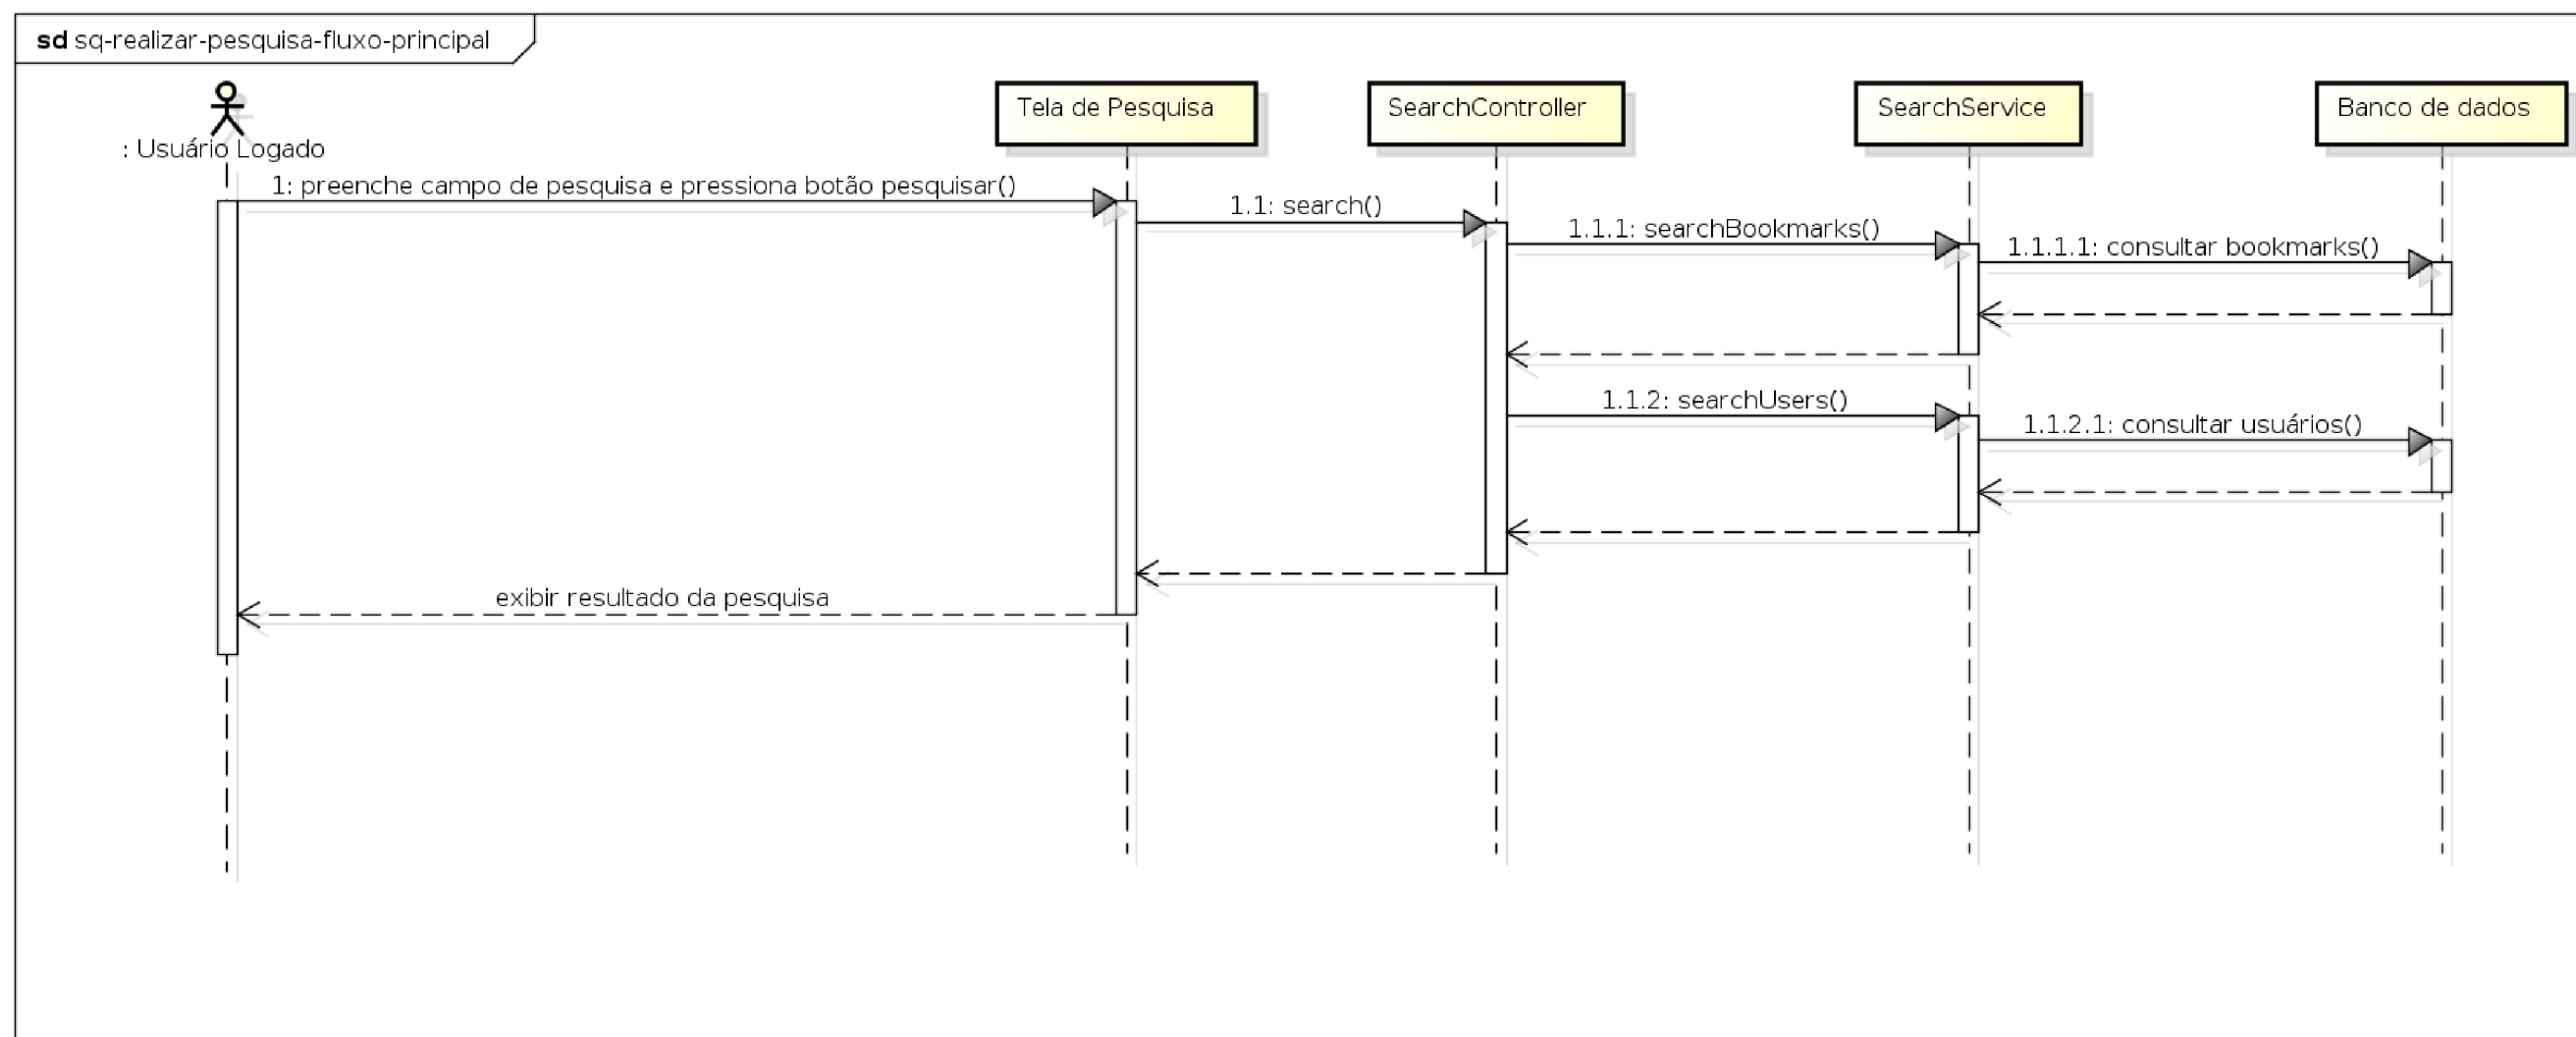 sd sq-realizar-pesquisa-fluxo-principal
: Usuário Logado
Tela de Pesquisa
SearchController
SearchService
Banco de dados
1: preenche campo de pesquisa e pressiona botão pesquisar()
1.1: search()
1.1.1: searchBookmarks()
1.1.1.1: consultar bookmarks()
1.1.2: searchUsers()
1.1.2.1: consultar usuários()
exibir resultado da pesquisa